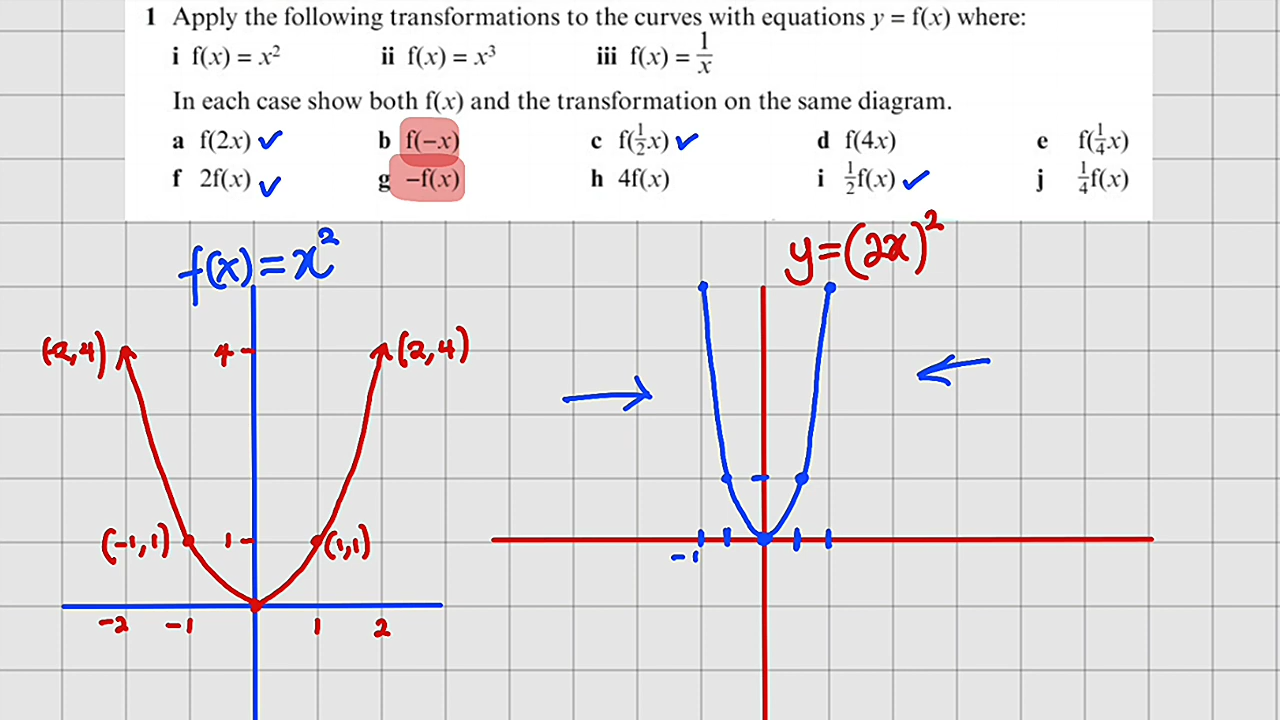 1 Apply the following transformations to the curves with equations y = f(x) where:
i f(x) = x² ii f(x) = x³ iii f(x) = 1/x
In each case show both f(x) and the transformation on the same diagram.
a f(2x) ✓ b f(−x) c f(½x) ✓ d f(4x) e f(¼x)
f 2f(x) ✓ g −f(x) h 4f(x) i ½f(x) ✓ j ¼f(x)
f(x)=x²
y=(2x)²
(-2,4) 4 (2,4)
(-1,1) 1 (1,1)
-1
-2 -1 1 2